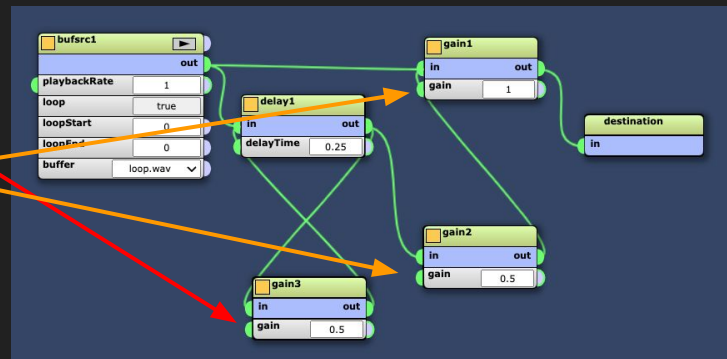 bufsrc1
out
playbackRate 1
loop true
loopStart 0
loopEnd 0
buffer loop.wav
delay1
in out
delayTime 0.25
gain1
in out
gain 1
destination
in
gain2
in out
gain 0.5
gain3
in out
gain 0.5